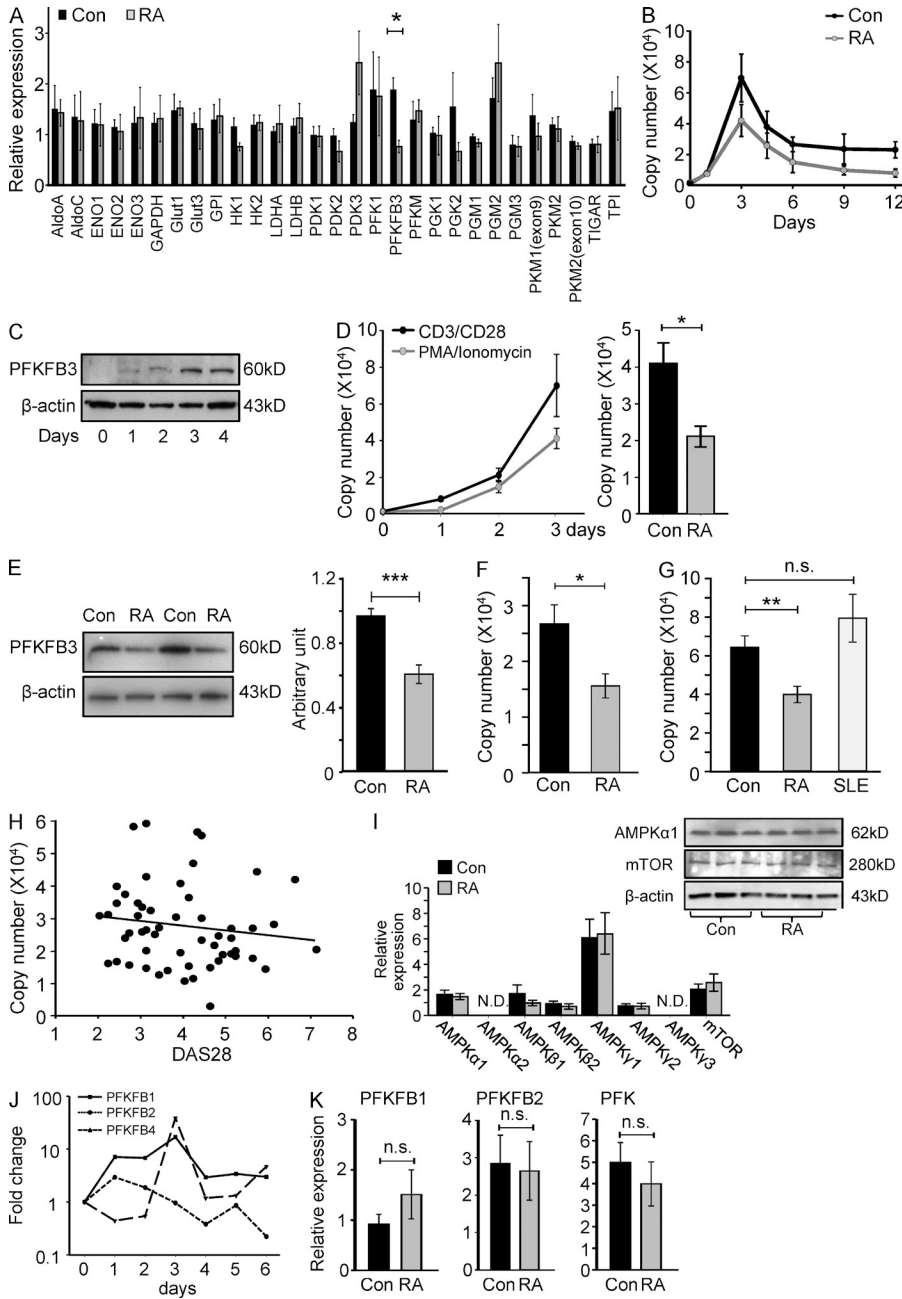 A
Con RA
*
Relative expression
3
2
1
0
AldoA
AldoC
ENO1
ENO2
ENO3
GAPDH
Glut1
Glut3
GPI
HK1
HK2
LDHA
LDHB
PDK1
PDK2
PDK3
PFK1
PFKFB3
PFKM
PGK1
PGK2
PGM1
PGM2
PGM3
PKM1(exon9)
PKM2
PKM2(exon10)
TIGAR
TPI
B
Con
RA
Copy number (X10⁴)
10
8
6
4
2
0
0 3 6 9 12
Days
C
PFKFB3 60kD
β-actin 43kD
Days 0 1 2 3 4
D
CD3/CD28
PMA/Ionomycin
Copy number (X10⁴)
10
8
6
4
2
0
0 1 2 3 days
*
Copy number (X10⁴)
5
4
3
2
1
0
Con RA
E
Con RA Con RA
PFKFB3 60kD
β-actin 43kD
***
Arbitrary unit
1.2
0.9
0.6
0
Con RA
F
*
Copy number (X10⁴)
3
2
1
0
Con RA
G
n.s.
**
Copy number (X10⁴)
10
8
6
4
2
0
Con RA SLE
H
Copy number (X10⁴)
6
5
4
3
2
1
0
1 2 3 4 5 6 7 8
DAS28
I
AMPKα1 62kD
mTOR 280kD
β-actin 43kD
Con RA
Con
RA
Relative
expression
10
8
6
4
2
0
N.D. N.D.
AMPKα1
AMPKα2
AMPKβ1
AMPKβ2
AMPKγ1
AMPKγ2
AMPKγ3
mTOR
J
PFKFB1
PFKFB2
PFKFB4
Fold change
100
10
1
0.1
0 1 2 3 4 5 6
days
K
PFKFB1 PFKFB2 PFK
Relative expression
3
2
1
0
n.s.
Con RA
4
3
2
1
0
n.s.
Con RA
7
6
5
4
3
2
1
0
n.s.
Con RA